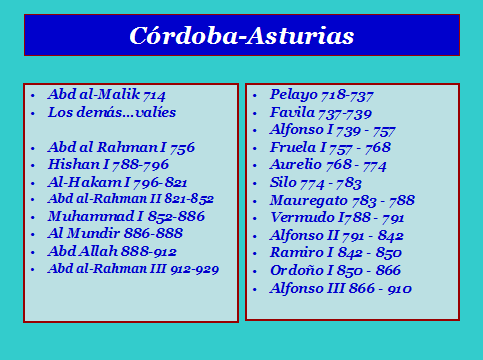 Córdoba-Asturias
• Abd al-Malik 714
• Los demás...valíes
• Abd al Rahman I 756
• Hishan I 788-796
• Al-Hakam I 796-821
• Abd al-Rahman II 821-852
• Muhammad I 852-886
• Al Mundir 886-888
• Abd Allah 888-912
• Abd al-Rahman III 912-929
• Pelayo 718-737
• Favila 737-739
• Alfonso I 739 - 757
• Fruela I 757 - 768
• Aurelio 768 - 774
• Silo 774 - 783
• Mauregato 783 - 788
• Vermudo I788 - 791
• Alfonso II 791 - 842
• Ramiro I 842 - 850
• Ordoño I 850 - 866
• Alfonso III 866 - 910